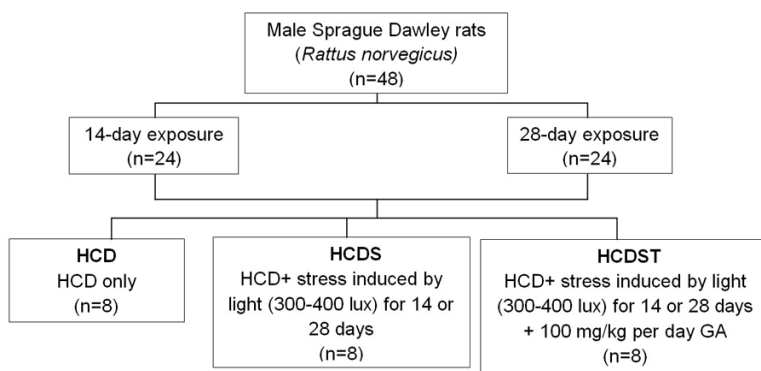 Male Sprague Dawley rats
(Rattus norvegicus)
(n=48)
14-day exposure
(n=24)
28-day exposure
(n=24)
HCD
HCD only
(n=8)
HCDS
HCD+ stress induced by
light (300-400 lux) for 14 or
28 days
(n=8)
HCDST
HCD+ stress induced by light
(300-400 lux) for 14 or 28 days
+ 100 mg/kg per day GA
(n=8)